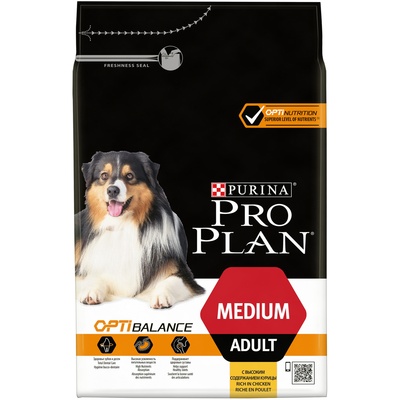 FRESHNESS SEAL
OPTINUTRITION
SUPERIOR LEVEL OF NUTRIENTS
PURINA®
PRO
PLAN®
MEDIUM
ADULT
OPTIBALANCE
С ВЫСОКИМ
СОДЕРЖАНИЕМ КУРИЦЫ
RICH IN CHICKEN
RICHE EN POULET